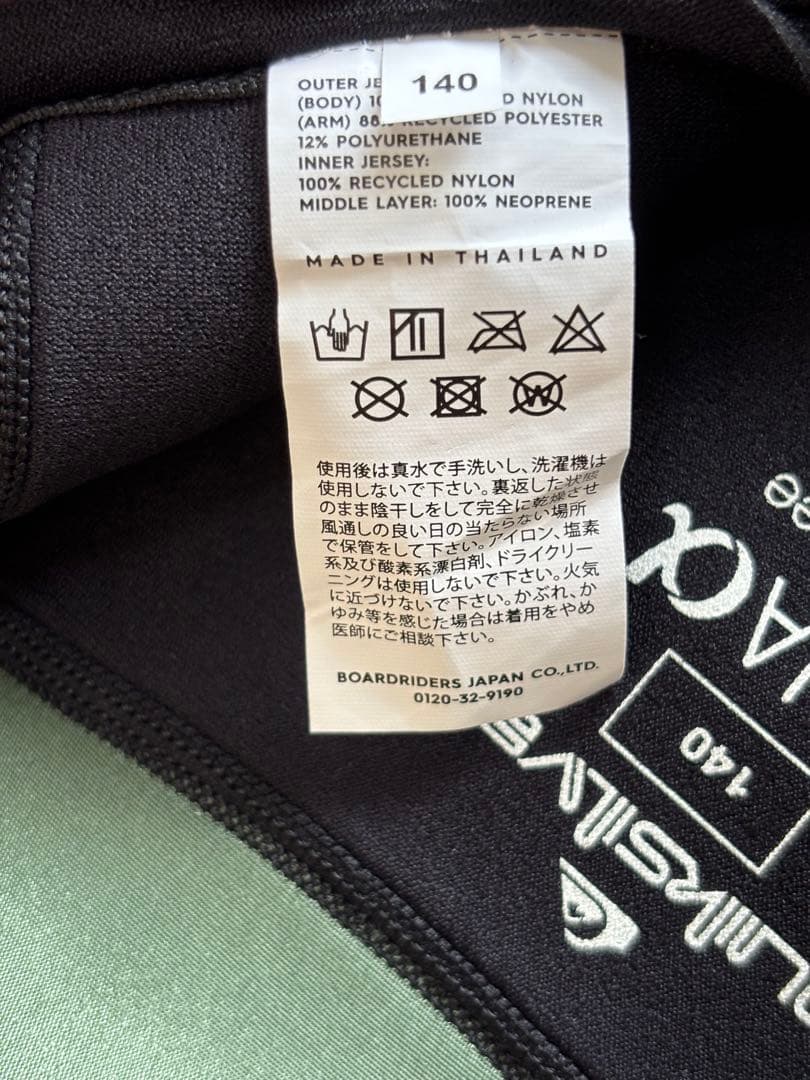 140
OUTER JE
(BODY) 10 D NYLON
(ARM) 88% RECYCLED POLYESTER
12% POLYURETHANE
INNER JERSEY:
100% RECYCLED NYLON
MIDDLE LAYER: 100% NEOPRENE
MADE IN THAILAND
W
使用後は真水で手洗いし、洗濯機は
使用しないで下さい。裏返した状態
のまま陰干しをして完全に乾燥させ
風通しの良い日の当たらない場所
で保管をして下さい。アイロン、塩素
系及び酸素系漂白剤、ドライクリー
ニングは使用しないで下さい。火気
に近づけないで下さい。かぶれ、か
ゆみ等を感じた場合は着用をやめ
医師にご相談下さい。
BOARDRIDERS JAPAN CO.,LTD.
0120-32-9190
140
QUIKSILVE